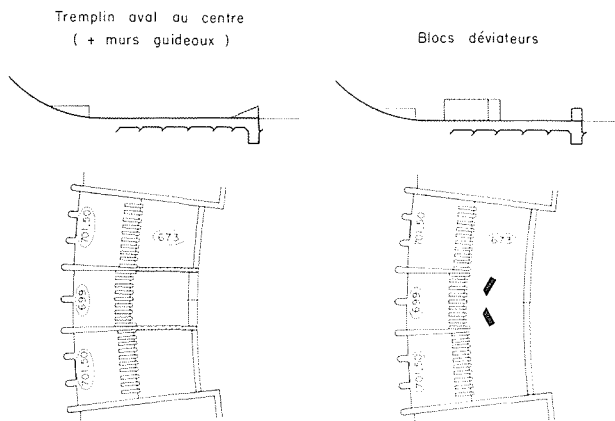 Tremplin aval au centre
( + murs guideaux )
Blocs déviateurs
701,50
673
699
701,50
701,50
673
699
701,50